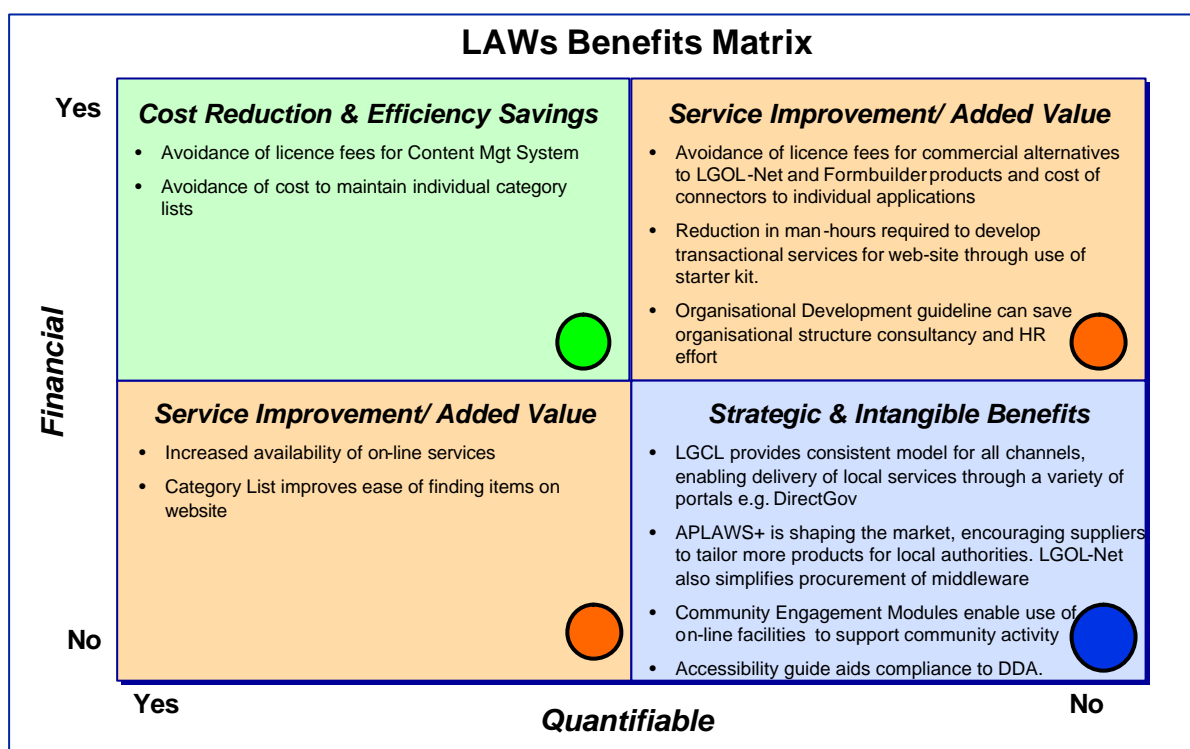 LAWs Benefits Matrix
Yes
Cost Reduction & Efficiency Savings
• Avoidance of licence fees for Content Mgt System
• Avoidance of cost to maintain individual category
lists
Service Improvement/ Added Value
• Avoidance of licence fees for commercial alternatives
to LGOL-Net and Formbuilder products and cost of
connectors to individual applications
• Reduction in man-hours required to develop
transactional services for web-site through use of
starter kit.
• Organisational Development guideline can save
organisational structure consultancy and HR
effort
Financial
Service Improvement/ Added Value
• Increased availability of on-line services
• Category List improves ease of finding items on
website
Strategic & Intangible Benefits
• LGCL provides consistent model for all channels,
enabling delivery of local services through a variety of
portals e.g. DirectGov
• APLAWS+ is shaping the market, encouraging suppliers
to tailor more products for local authorities. LGOL-Net
also simplifies procurement of middleware
• Community Engagement Modules enable use of
on-line facilities to support community activity
• Accessibility guide aids compliance to DDA.
No
Yes
Quantifiable
No